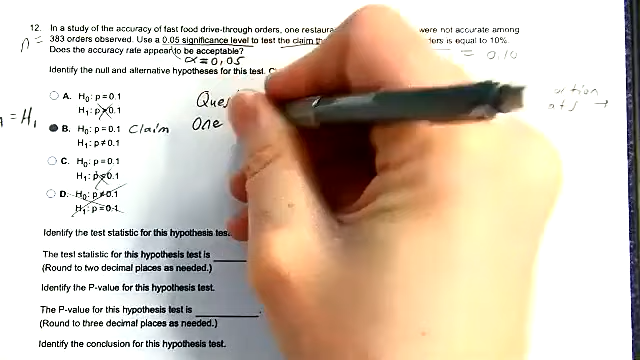 12. In a study of the accuracy of fast food drive-through orders, one restau were not accurate among
n = 383 orders observed. Use a 0.05 significance level to test the claim th ders is equal to 10%.
Does the accuracy rate appear to be acceptable? = 0.10
α = 0.05
Identify the null and alternative hypotheses for this test. C
A. H0: p = 0.1
H1: p 0.1
= H1
B. H0: p = 0.1 Claim
H1: p ≠ 0.1
C. H0: p = 0.1
H1: p 0.1
D. H0: p ≠ 0.1
H1: p = 0.1
Ques
One
Identify the test statistic for this hypothesis
The test statistic for this hypothesis test is
(Round to two decimal places as needed.)
Identify the P-value for this hypothesis test.
The P-value for this hypothesis test is .
(Round to three decimal places as needed.)
Identify the conclusion for this hypothesis test.